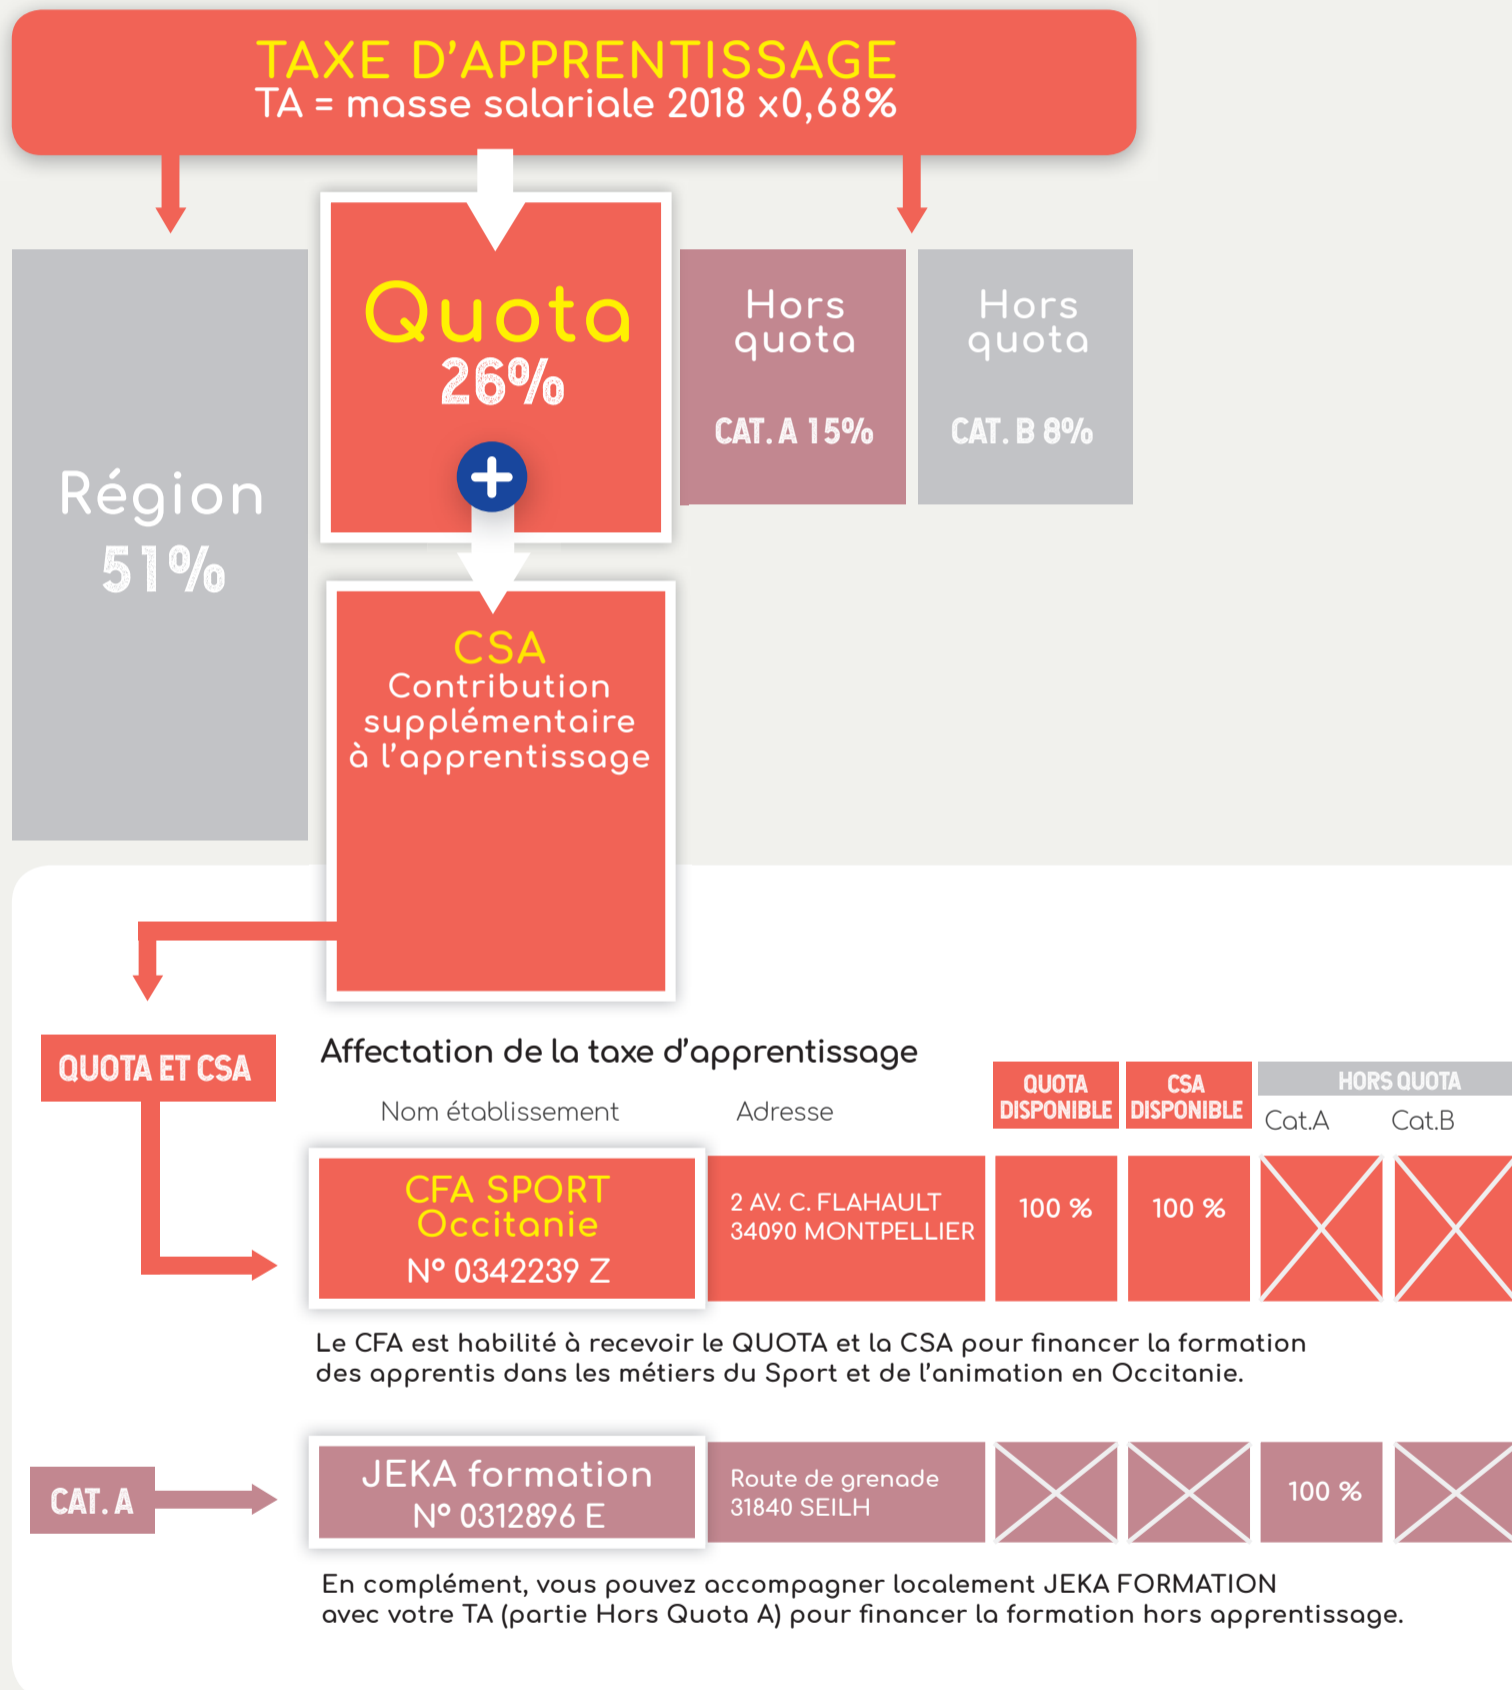 TAXE D'APPRENTISSAGE
TA = masse salariale 2018 x0,68%
Région
51%
Quota
26%
+
Hors
quota
CAT. A 15%
Hors
quota
CAT. B 8%
CSA
Contribution
supplémentaire
à l'apprentissage
QUOTA ET CSA
Affectation de la taxe d'apprentissage
Nom établissement
Adresse
QUOTA
DISPONIBLE
CSA
DISPONIBLE
HORS QUOTA
Cat.A
Cat.B
CFA SPORT
Occitanie
N° 0342239 Z
2 AV. C. FLAHAULT
34090 MONTPELLIER
100 %
100 %
Le CFA est habilité à recevoir le QUOTA et la CSA pour financer la formation
des apprentis dans les métiers du Sport et de l'animation en Occitanie.
CAT. A
JEKA formation
N° 0312896 E
Route de grenade
31840 SEILH
100 %
En complément, vous pouvez accompagner localement JEKA FORMATION
avec votre TA (partie Hors Quota A) pour financer la formation hors apprentissage.